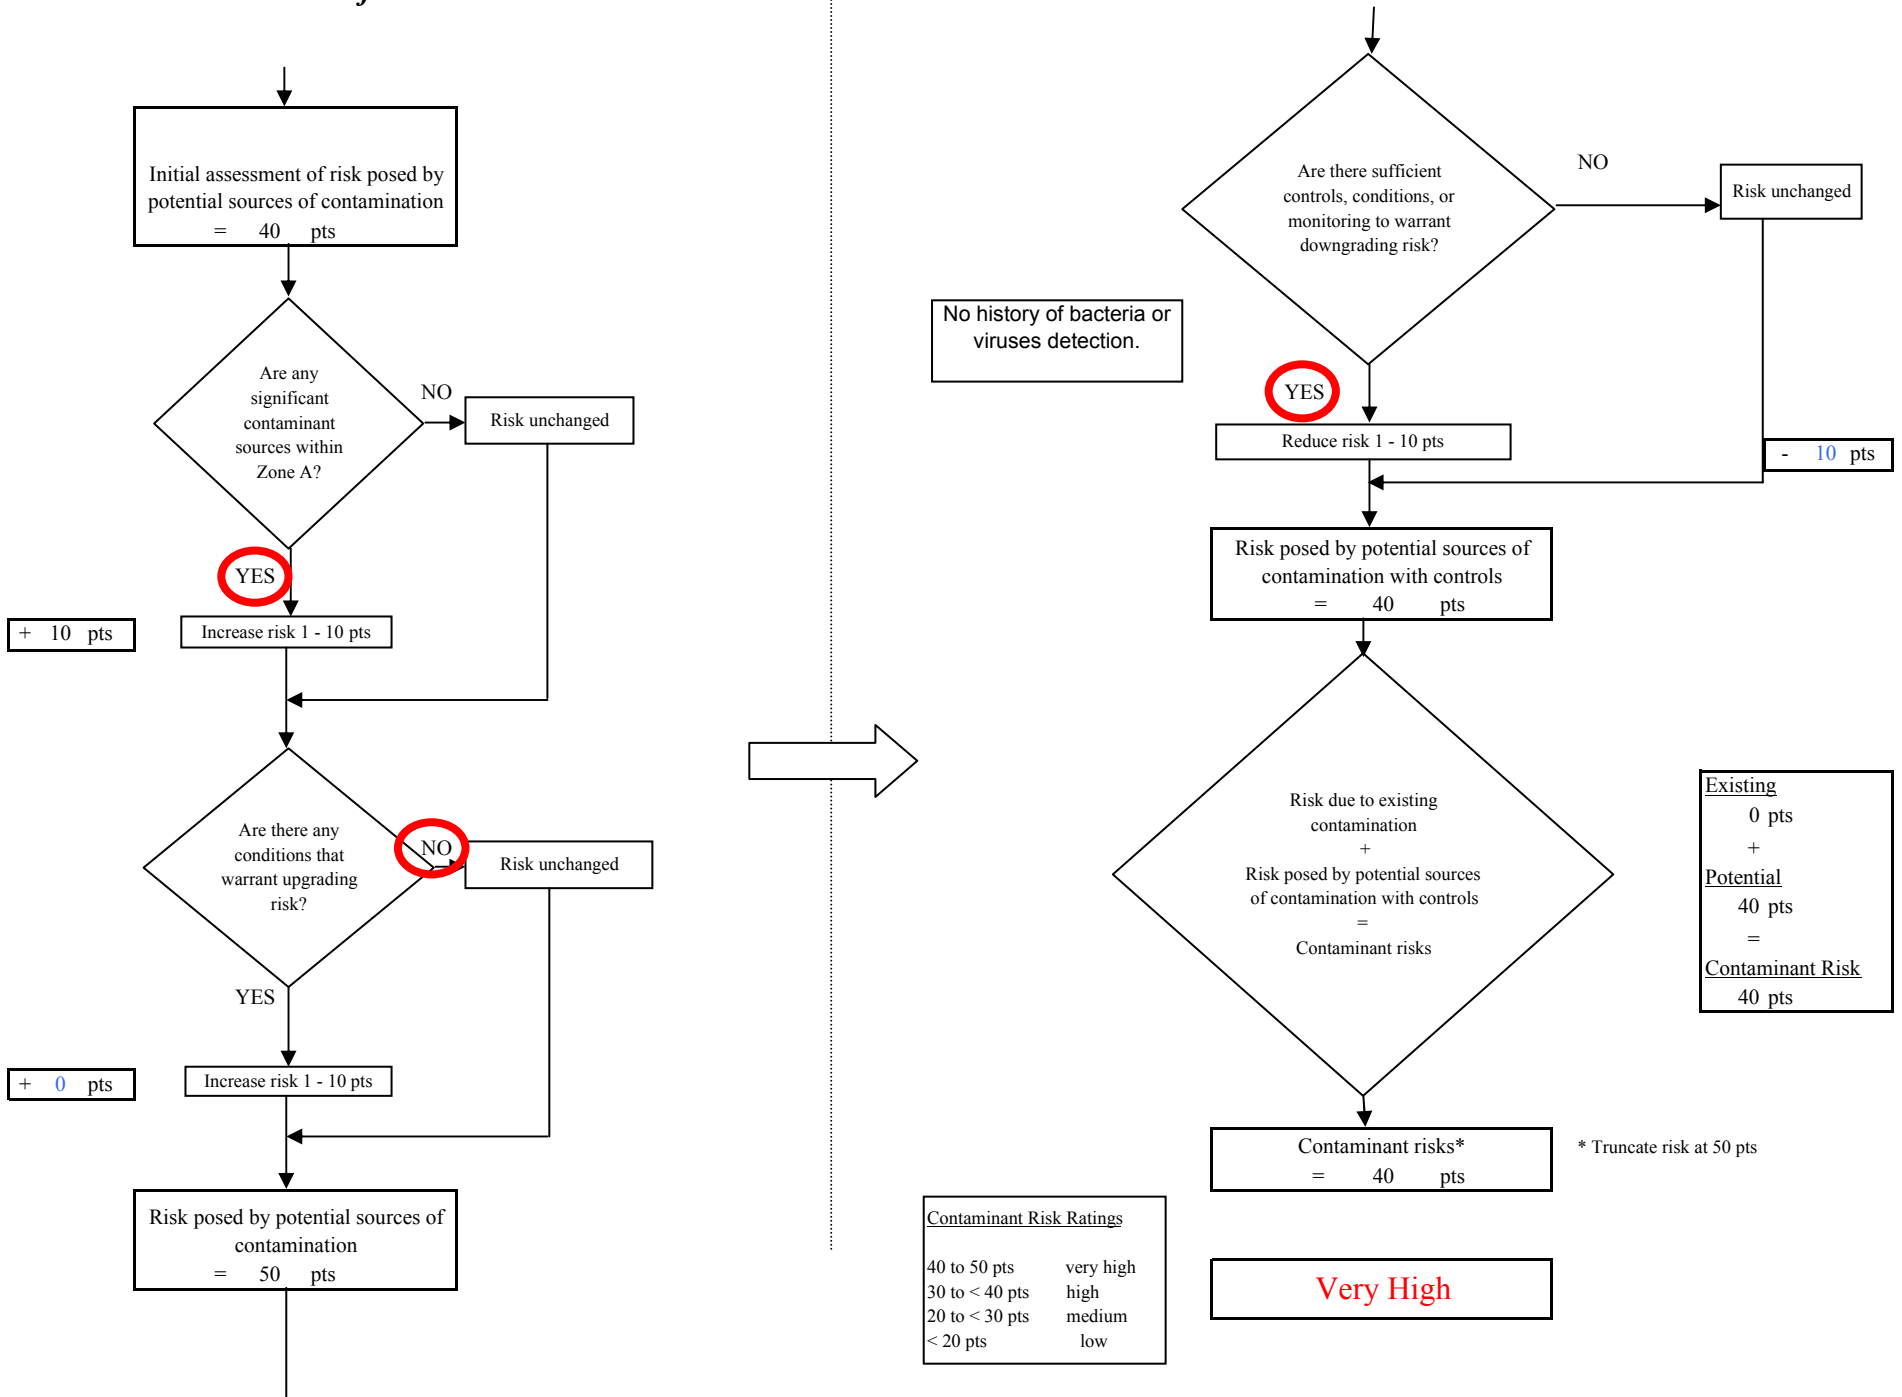 Initial assessment of risk posed by
potential sources of contamination
= 40 pts
Are any
significant
contaminant
sources within
Zone A?
NO
Risk unchanged
YES
+ 10 pts
Increase risk 1 - 10 pts
Are there any
conditions that
warrant upgrading
risk?
NO
Risk unchanged
YES
+ 0 pts
Increase risk 1 - 10 pts
Risk posed by potential sources of
contamination
= 50 pts
Are there sufficient
controls, conditions, or
monitoring to warrant
downgrading risk?
NO
Risk unchanged
No history of bacteria or
viruses detection.
YES
Reduce risk 1 - 10 pts
- 10 pts
Risk posed by potential sources of
contamination with controls
= 40 pts
Risk due to existing
contamination
+
Risk posed by potential sources
of contamination with controls
=
Contaminant risks
Existing
0 pts
+
Potential
40 pts
=
Contaminant Risk
40 pts
Contaminant risks*
= 40 pts
* Truncate risk at 50 pts
Contaminant Risk Ratings
40 to 50 pts very high
30 to < 40 pts high
20 to < 30 pts medium
< 20 pts low
Very High